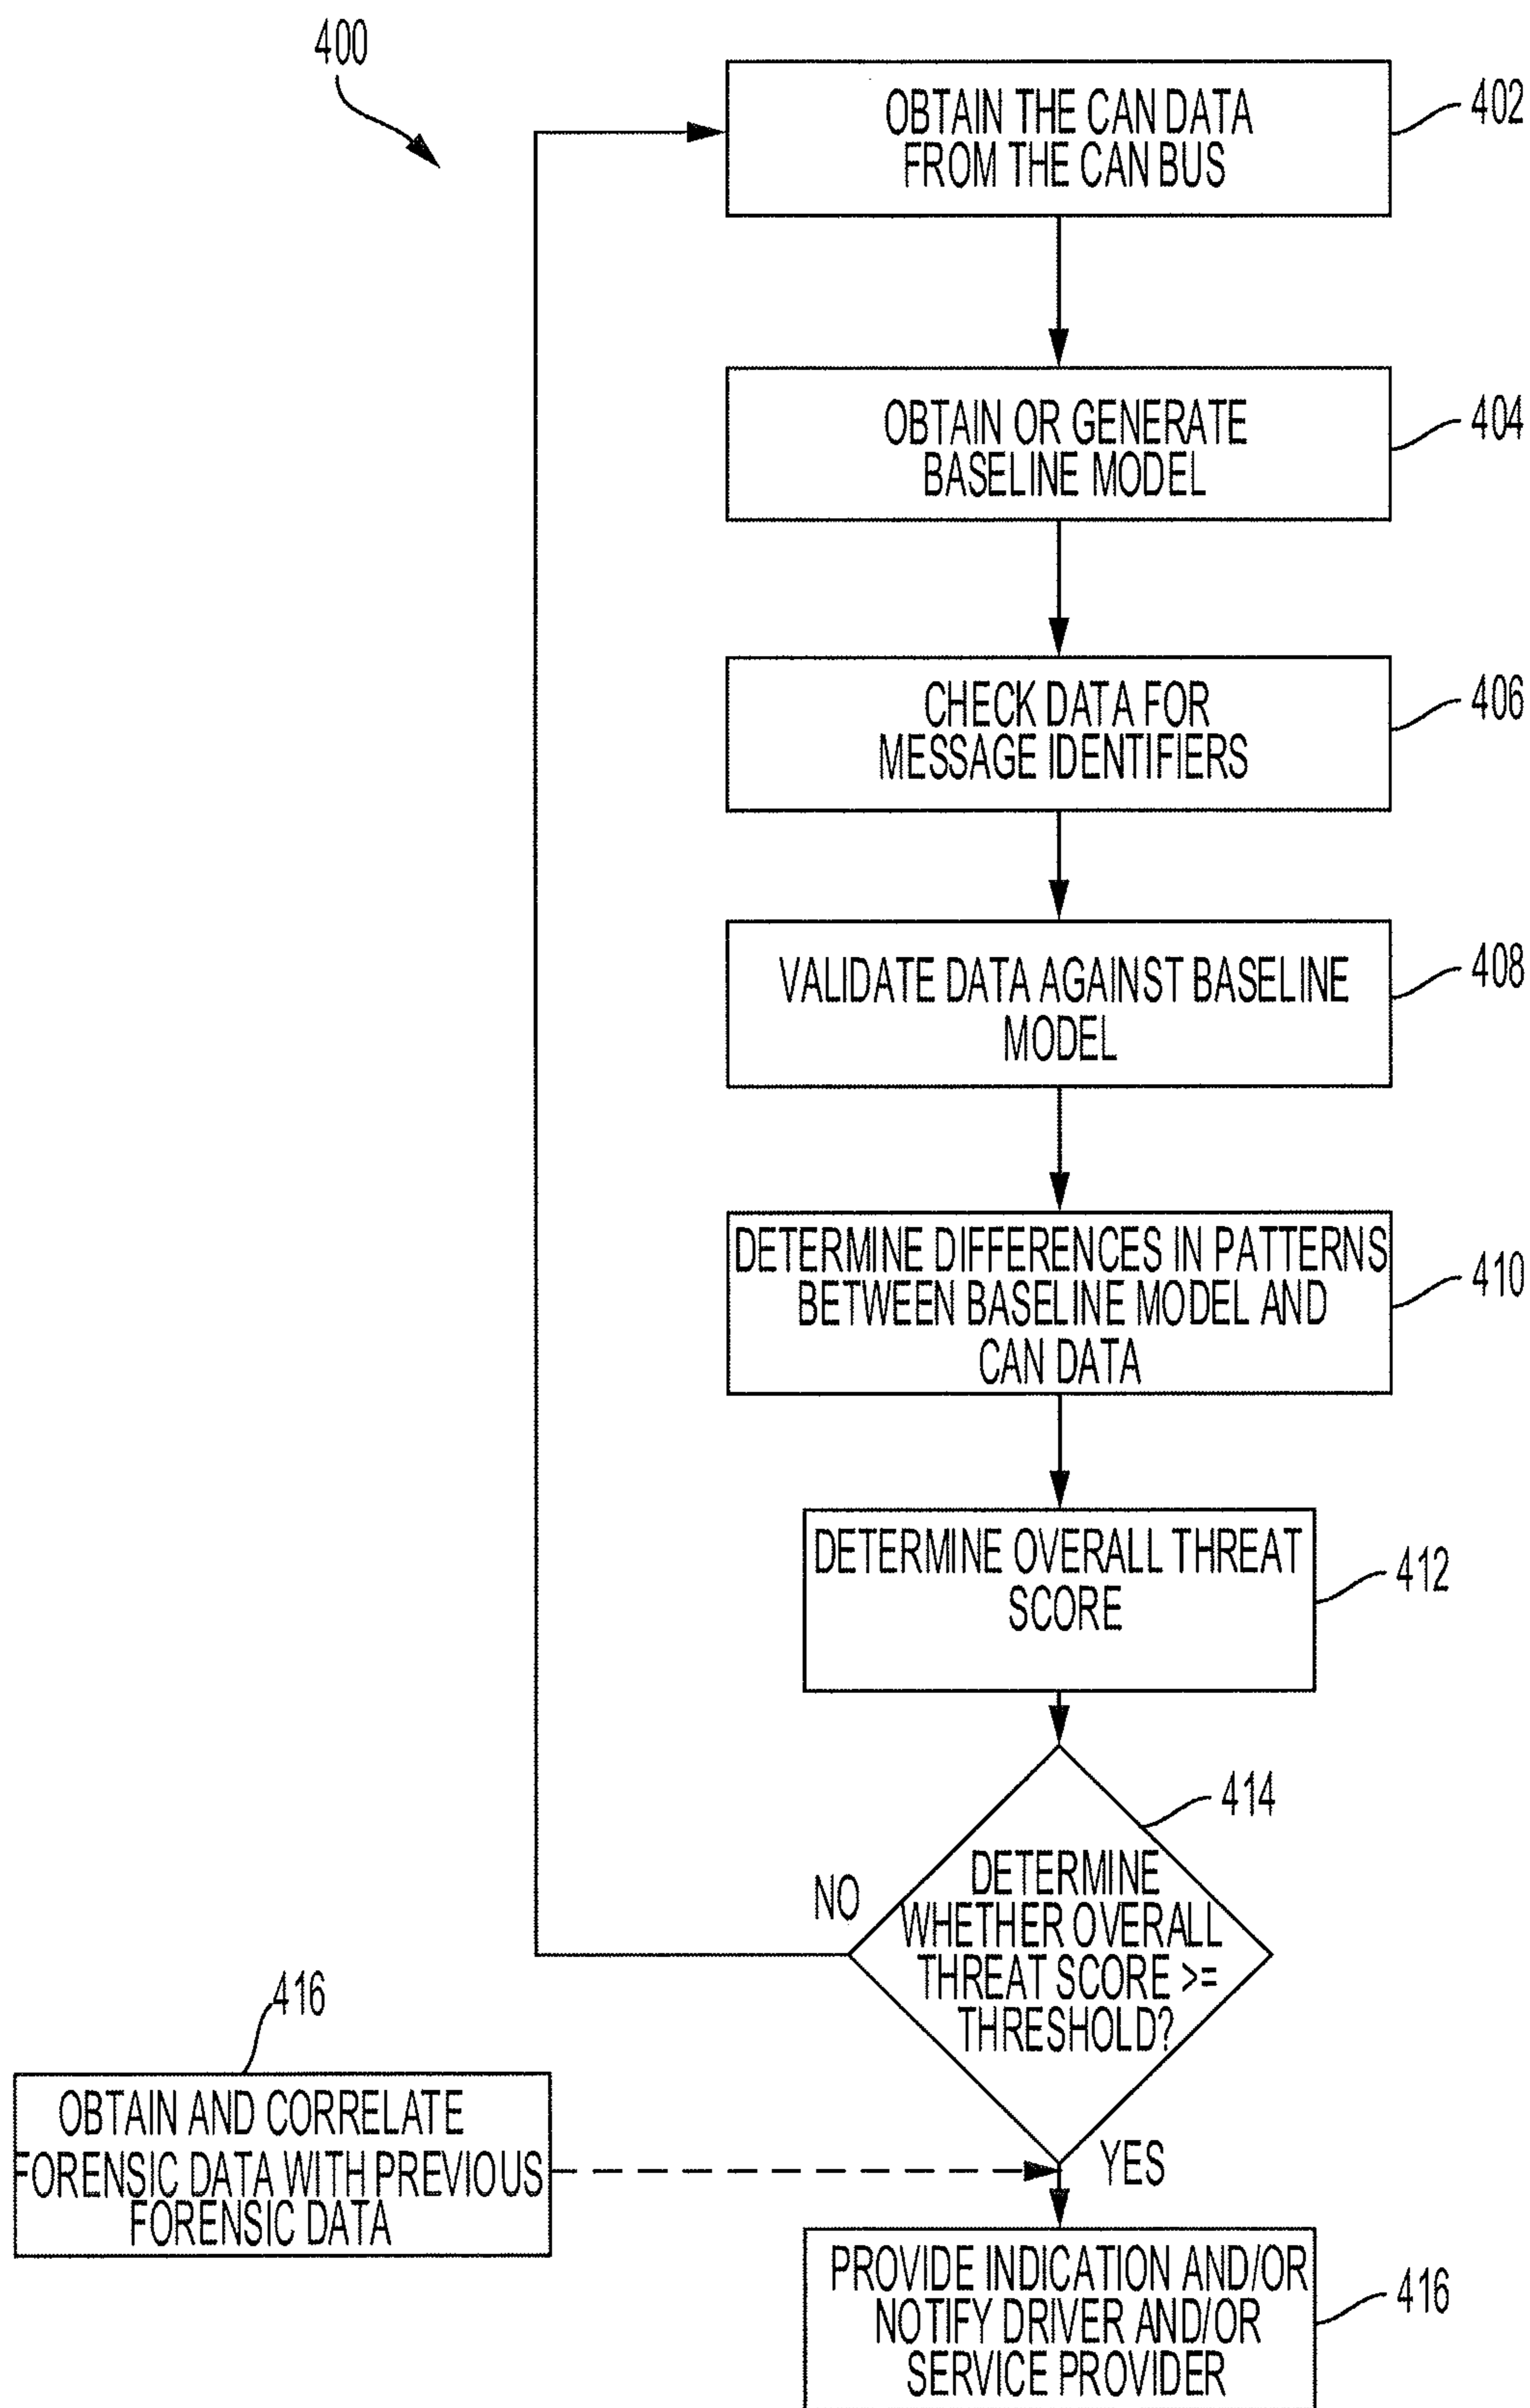 400
OBTAIN THE CAN DATA
FROM THE CAN BUS
402
OBTAIN OR GENERATE
BASELINE MODEL
404
CHECK DATA FOR
MESSAGE IDENTIFIERS
406
VALIDATE DATA AGAINST BASELINE
MODEL
408
DETERMINE DIFFERENCES IN PATTERNS
BETWEEN BASELINE MODEL AND
CAN DATA
410
DETERMINE OVERALL THREAT
SCORE
412
414
DETERMINE
WHETHER OVERALL
THREAT SCORE >=
THRESHOLD?
NO
YES
416
OBTAIN AND CORRELATE
FORENSIC DATA WITH PREVIOUS
FORENSIC DATA
PROVIDE INDICATION AND/OR
NOTIFY DRIVER AND/OR
SERVICE PROVIDER
416